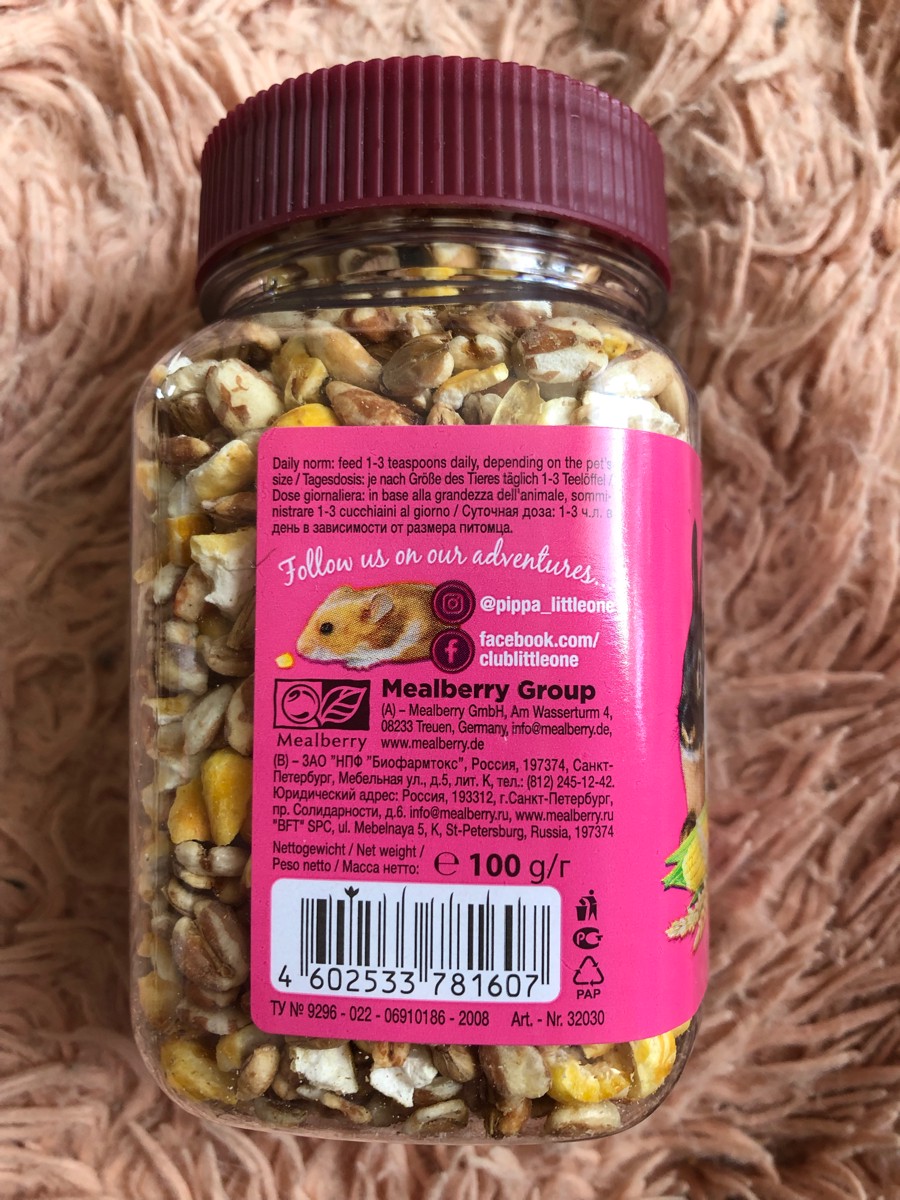 Daily norm: feed 1-3 teaspoons daily, depending on the pet's
size / Tagesdosis: je nach Größe des Tieres täglich 1-3 Teelöffel /
Dose giornaliera: in base alla grandezza dell'animale, sommi-
nistrare 1-3 cucchiaini al giorno / Суточная доза: 1-3 ч.л. в
день в зависимости от размера питомца.
Follow us on our adventures...
@pippa_littleone
facebook.com/
clublittleone
Mealberry
Mealberry Group
(A) – Mealberry GmbH, Am Wasserturm 4,
08233 Treuen, Germany, info@mealberry.de,
www.mealberry.de
(B) – ЗАО "НПФ "Биофармтокс", Россия, 197374, Санкт-
Петербург, Мебельная ул., д.5, лит. К, тел.: (812) 245-12-42.
Юридический адрес: Россия, 193312, г.Санкт-Петербург,
пр. Солидарности, д.6. info@mealberry.ru, www.mealberry.ru
"BFT" SPC, ul. Mebelnaya 5, K, St-Petersburg, Russia, 197374
Nettogewicht / Net weight /
Peso netto / Масса нетто: ℮ 100 g/г
4 602533 781607
РСТ
PAP
ТУ № 9296 - 022 - 06910186 - 2008 Art. - Nr. 32030